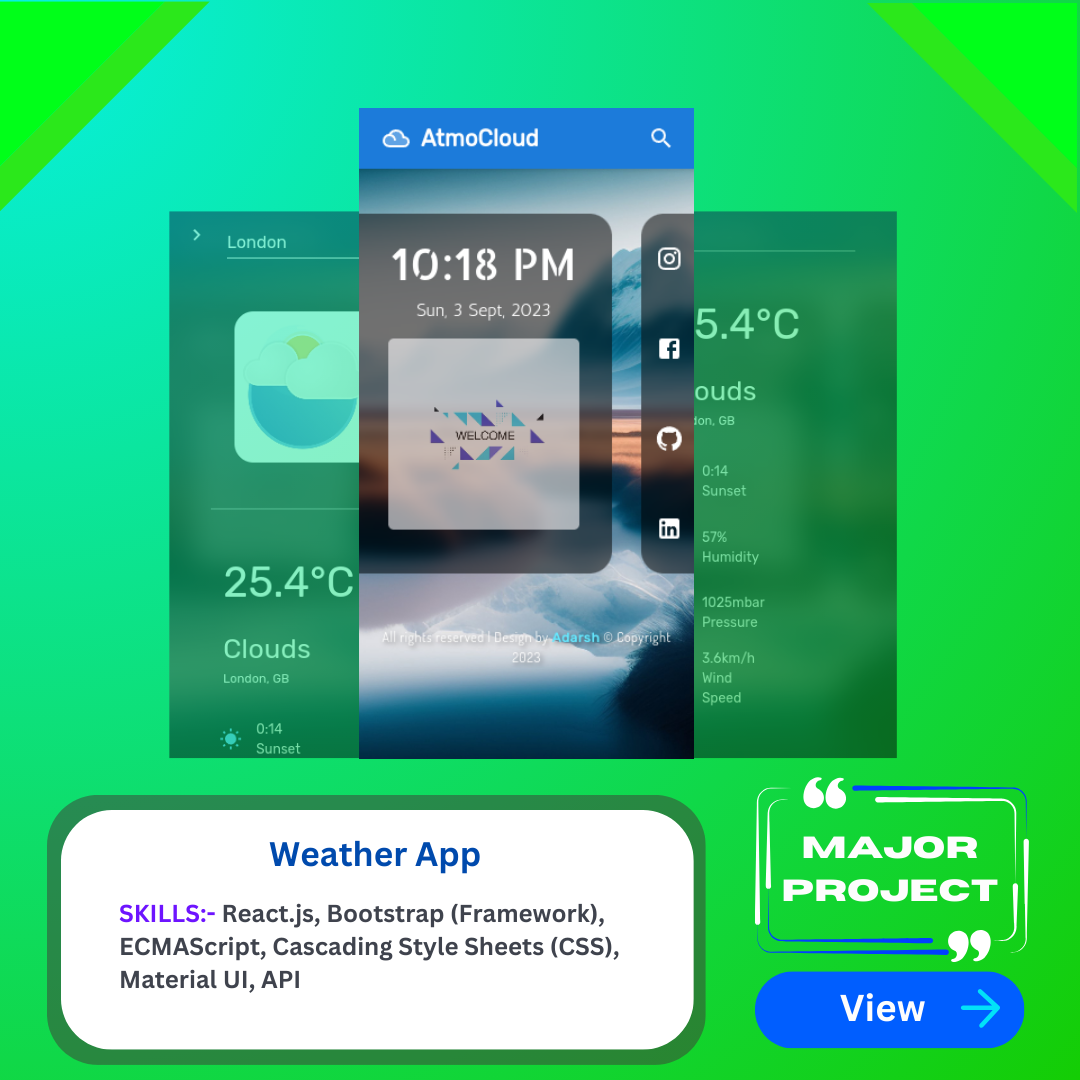 AtmoCloud
London
25.4°C
Clouds
London, GB
0:14
Sunset
10:18 PM
Sun, 3 Sept, 2023
WELCOME
All rights reserved | Design by Adarsh © Copyright
2023
5.4°C
ouds
don, GB
0:14
Sunset
57%
Humidity
1025mbar
Pressure
3.6km/h
Wind
Speed
Weather App
SKILLS:- React.js, Bootstrap (Framework),
ECMAScript, Cascading Style Sheets (CSS),
Material UI, API
“
MAJOR
PROJECT
”
View